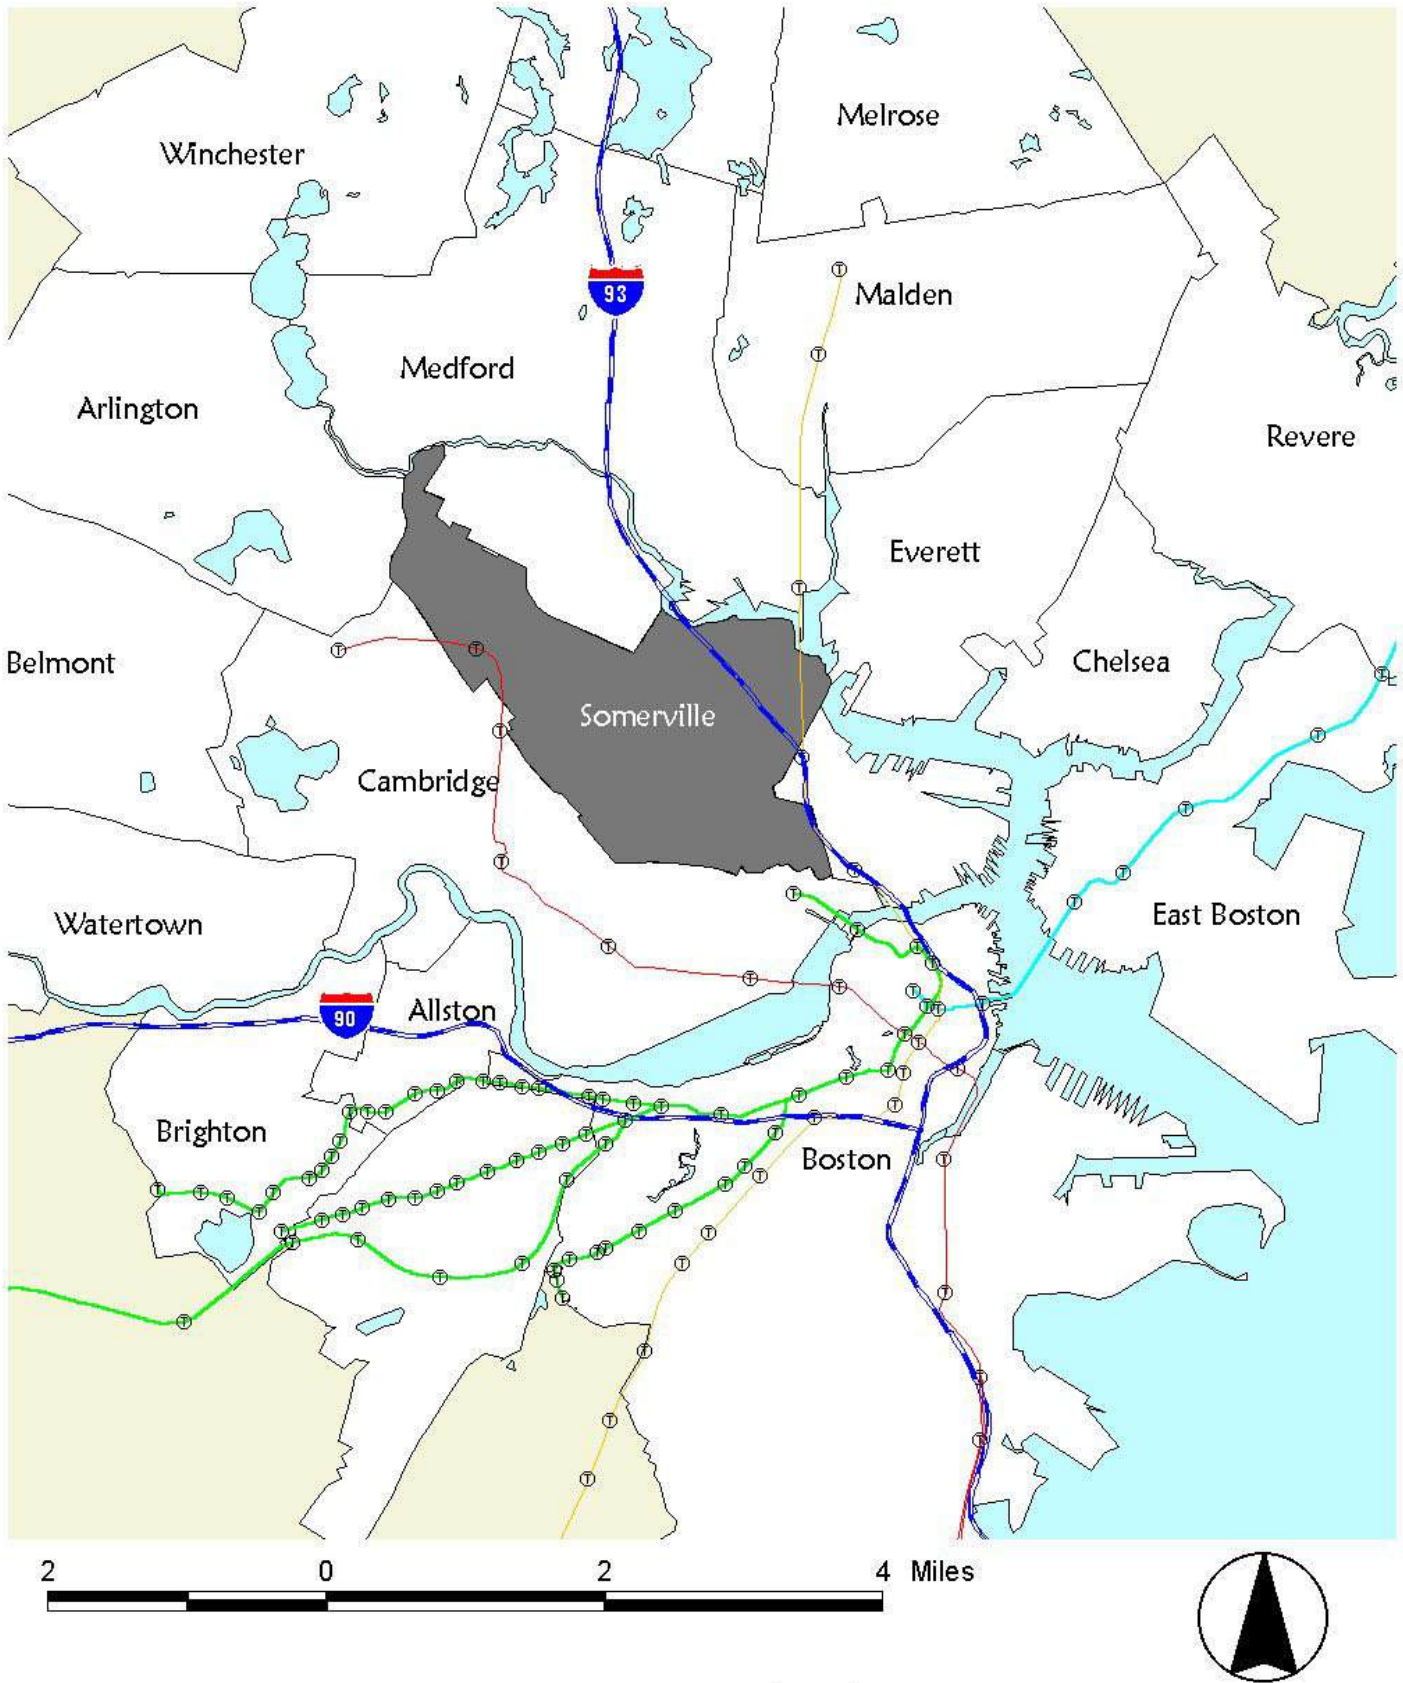 Melrose
Winchester
93
Malden
Medford
Arlington
Revere
Everett
Belmont
Chelsea
Somerville
Cambridge
Watertown
East Boston
90
Allston
Brighton
Boston
2 0 2 4 Miles